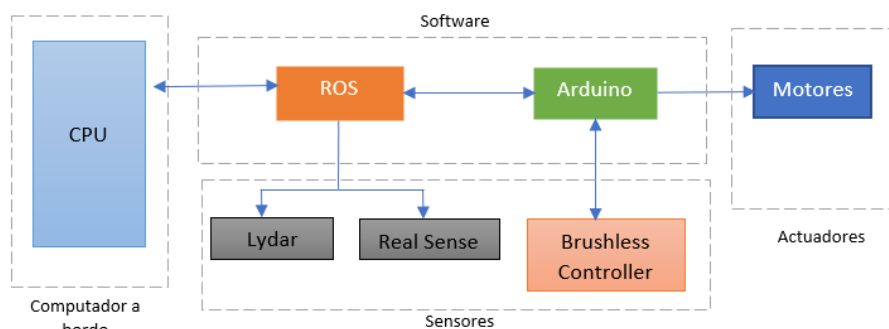 Software
ROS
Arduino
Motores
CPU
Lydar
Real Sense
Brushless
Controller
Actuadores
Computador a
Sensores